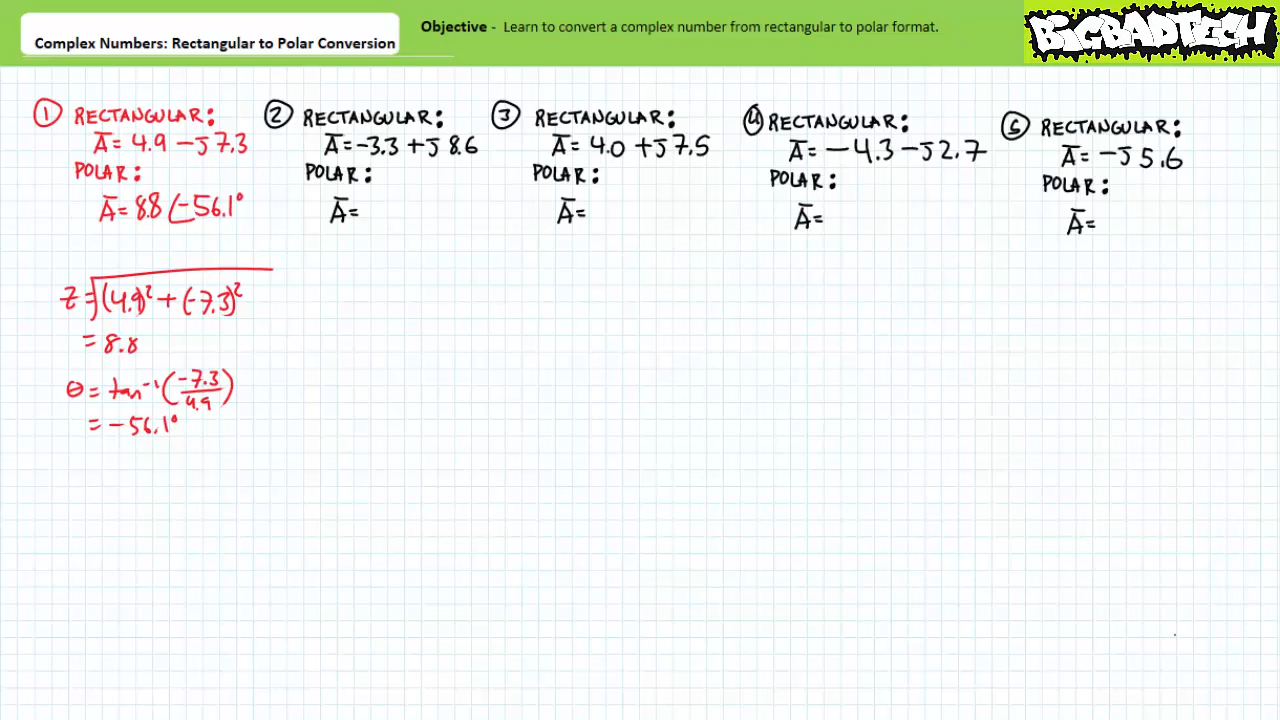 Complex Numbers: Rectangular to Polar Conversion
Objective - Learn to convert a complex number from rectangular to polar format.
BIGBADTECH
① RECTANGULAR:
Ā= 4.9 -j7.3
POLAR:
Ā= 8.8 ∠-56.1°
z=√(4.9)² + (-7.3)²
= 8.8
θ= tan⁻¹(-7.3/4.9)
= -56.1°
② RECTANGULAR:
Ā=-3.3 +j 8.6
POLAR:
Ā=
③ RECTANGULAR:
Ā= 4.0 +j7.5
POLAR:
Ā=
④ RECTANGULAR:
Ā= -4.3 -j2.7
POLAR:
Ā=
⑤ RECTANGULAR:
Ā= -j 5.6
POLAR:
Ā=